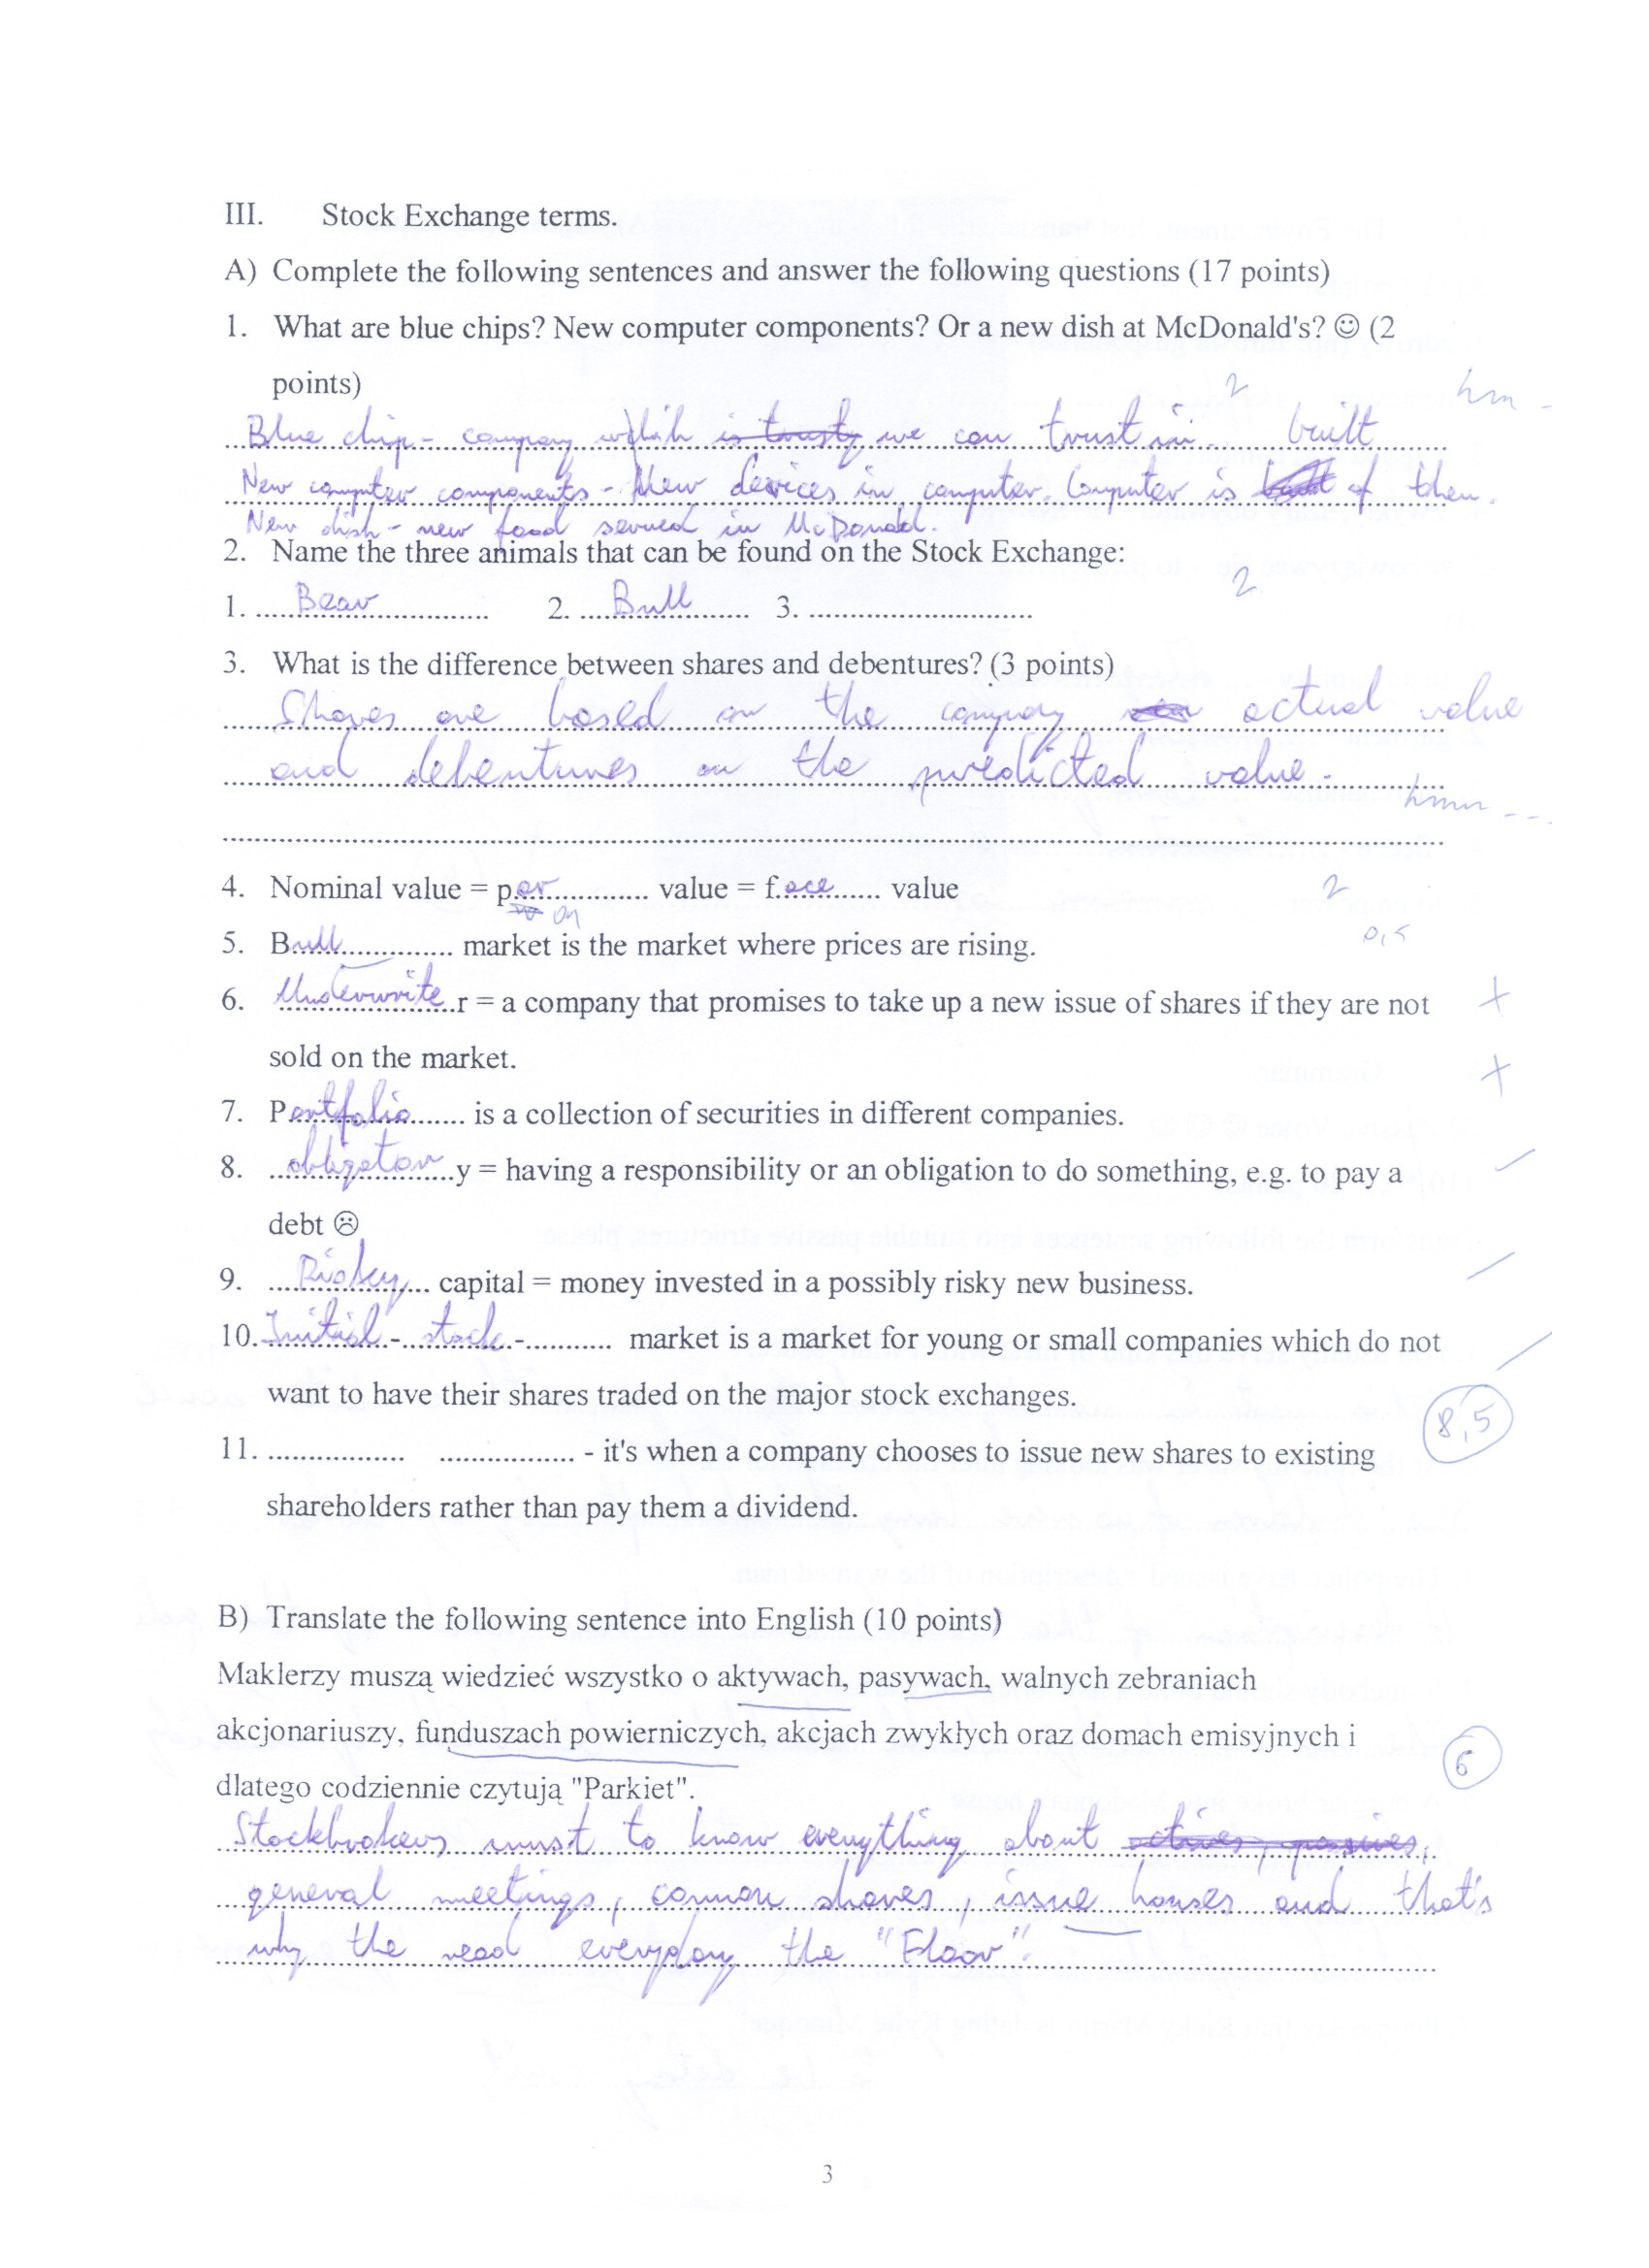 III. Stock Exchange terms.
A) Complete the following sentences and answer the following questions (17 points)
1. What are blue chips? New computer components? Or a new dish at McDonald's? ☺ (2
points)
2 hm -
Blue chip - company which is trusty we can trust in. built
New computer components - New devices in computer. Computer is built of then.
New dish - new food served in McDonald.
2. Name the three animals that can be found on the Stock Exchange:
2
1. Bear 2. Bull 3. ..............................
3. What is the difference between shares and debentures? (3 points)
Shares are based on the company actual value
and debentures on the predicted value.
hmm ---
4. Nominal value = p.ar.............. value = f.ace....... value 2
5. Bull.................. market is the market where prices are rising. 0,5
6. Underwrite.r = a company that promises to take up a new issue of shares if they are not +
sold on the market.
7. Portfolio....... is a collection of securities in different companies. +
8. obligatory = having a responsibility or an obligation to do something, e.g. to pay a –
debt ☹
9. ....Risky.... capital = money invested in a possibly risky new business. –
10. Initial - stock - ........... market is a market for young or small companies which do not –
want to have their shares traded on the major stock exchanges.
8,5
11. ................. ................. - it's when a company chooses to issue new shares to existing
shareholders rather than pay them a dividend.
B) Translate the following sentence into English (10 points)
Maklerzy muszą wiedzieć wszystko o aktywach, pasywach, walnych zebraniach
akcjonariuszy, funduszach powierniczych, akcjach zwykłych oraz domach emisyjnych i
6
dlatego codziennie czytują "Parkiet".
Stockbrokers must to know everything about actives, passives,
general meetings, common shares, issue houses and that's
why the read everyday the "Floor".
3